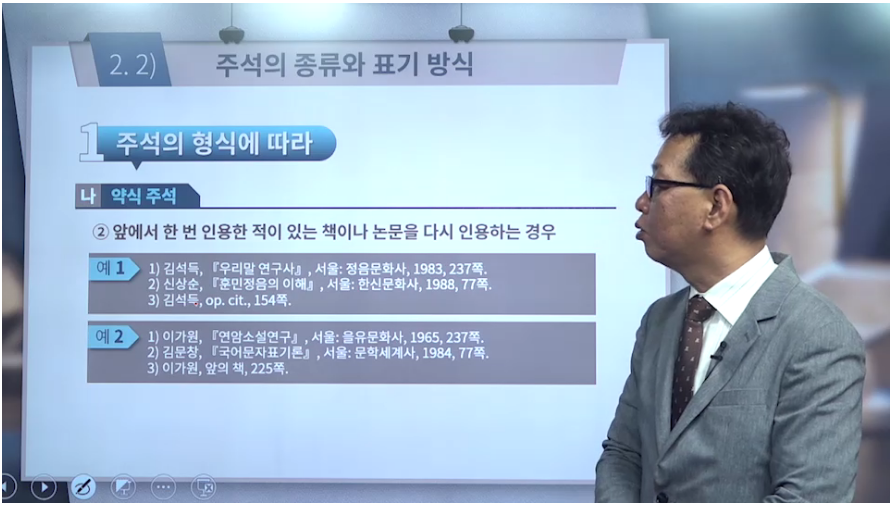 2. 2)
주석의 종류와 표기 방식
1 주석의 형식에 따라
나 약식 주석
② 앞에서 한 번 인용한 적이 있는 책이나 논문을 다시 인용하는 경우
예 1
1) 김석득, 『우리말 연구사』, 서울: 정음문화사, 1983, 237쪽.
2) 신상순, 『훈민정음의 이해』, 서울: 한신문화사, 1988, 77쪽.
3) 김석득, op. cit., 154쪽.
예 2
1) 이가원, 『연암소설연구』, 서울: 을유문화사, 1965, 237쪽.
2) 김문창, 『국어문자표기론』, 서울: 문학세계사, 1984, 77쪽.
3) 이가원, 앞의 책, 225쪽.